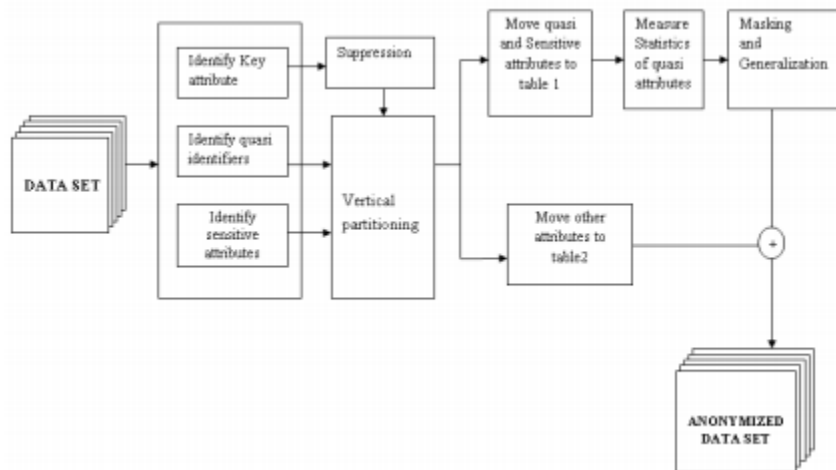 DATA SET
Identify Key
attribute
Identify quasi
identifiers
Identify
sensitive
attributes
Suppression
Vertical
partitioning
Move quasi
and Sensitive
attributes to
table 1
Measure
Statistics
of quasi
attributes
Masking
and
Generalization
Move other
attributes to
table2
+
ANONYMIZED
DATA SET